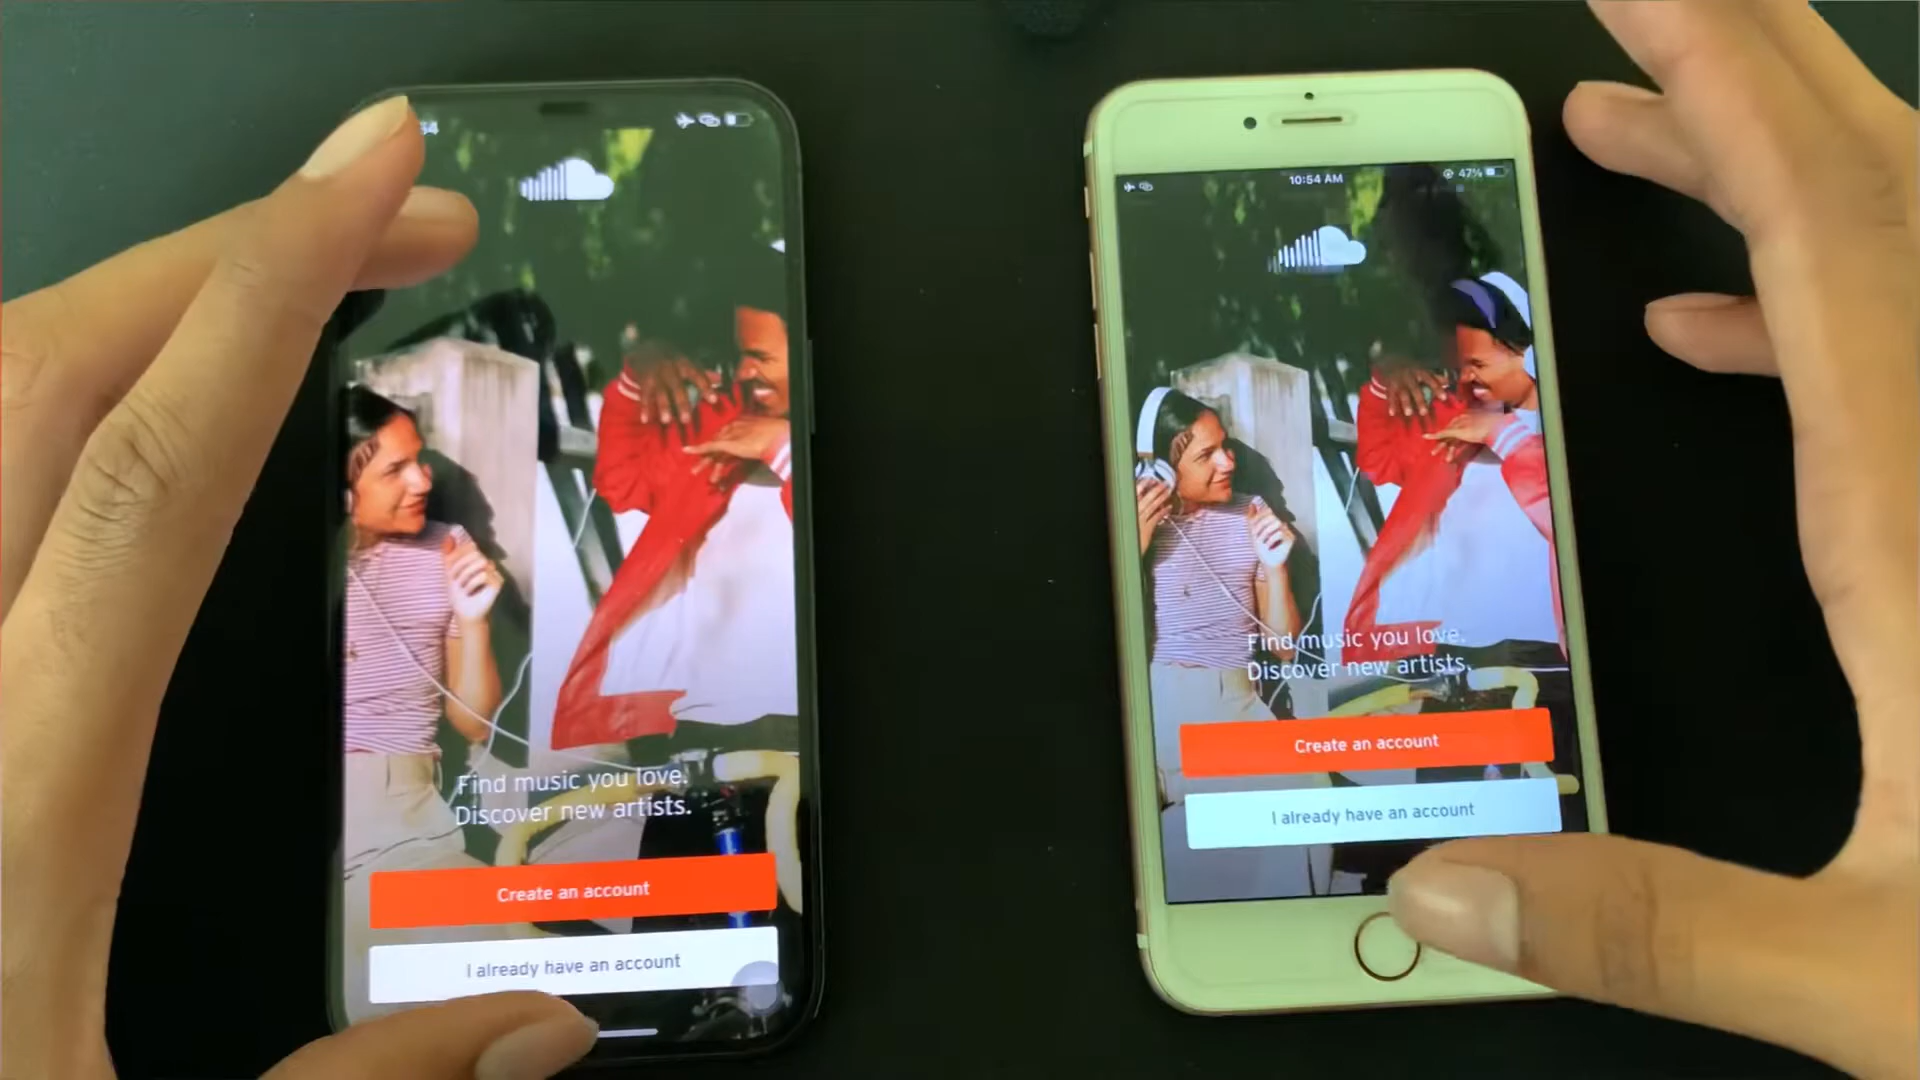 54
Find music you love.
Discover new artists.
Create an account
I already have an account
10:54 AM
47%
Find music you love.
Discover new artists.
Create an account
I already have an account